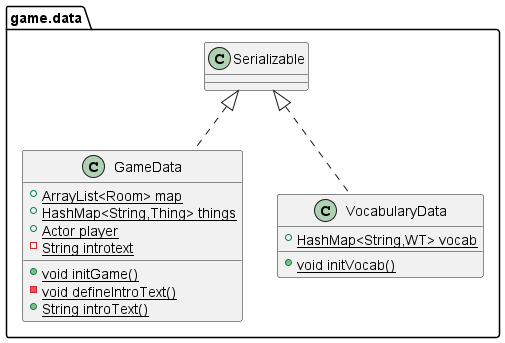 game.data
C Serializable
C GameData
ArrayList<Room> map
HashMap<String,Thing> things
Actor player
String introtext
void initGame()
void defineIntroText()
String introText()
C VocabularyData
HashMap<String,WT> vocab
void initVocab()